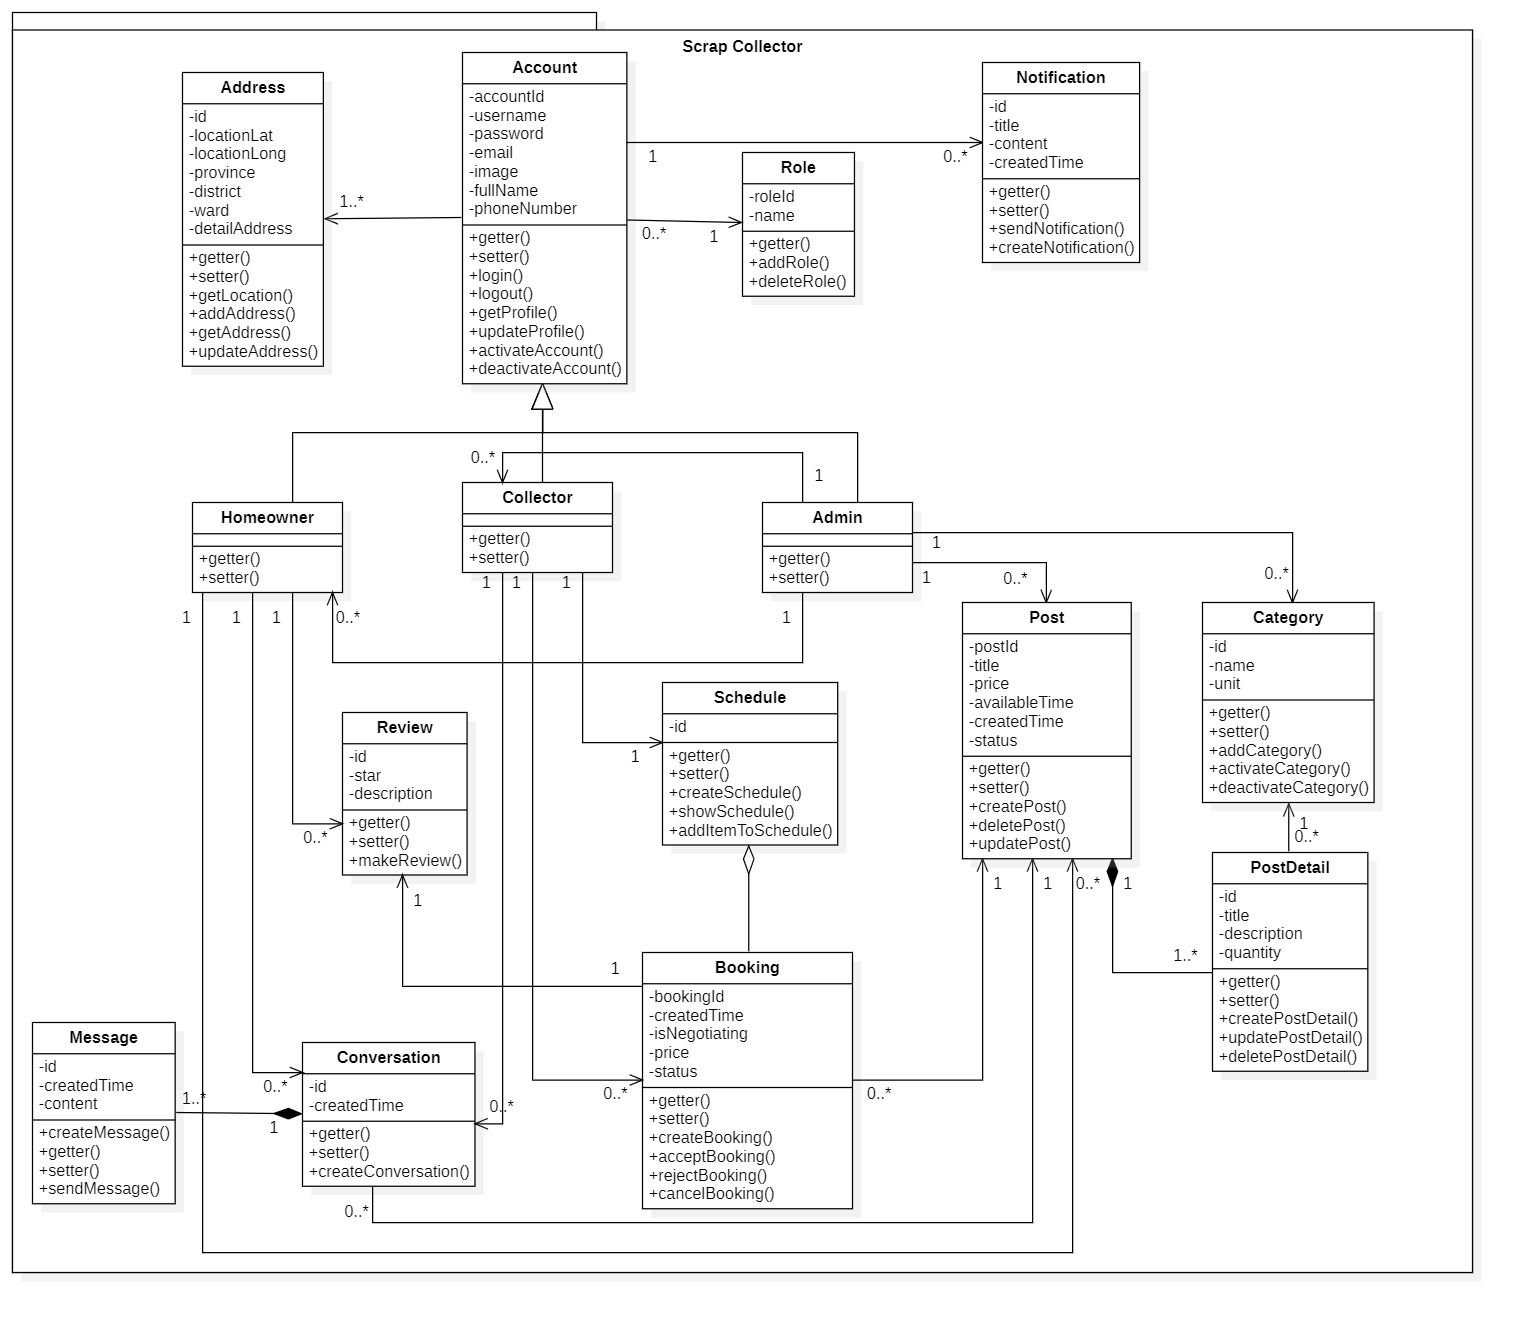 Scrap Collector
Address
-id
-locationLat
-locationLong
-province
-district
-ward
-detailAddress
+getter()
+setter()
+getLocation()
+addAddress()
+getAddress()
+updateAddress()
1..*
Account
-accountId
-username
-password
-email
-image
-fullName
-phoneNumber
+getter()
+setter()
+login()
+logout()
+getProfile()
+updateProfile()
+activateAccount()
+deactivateAccount()
1
0..*
0..*
1
Role
-roleId
-name
+getter()
+addRole()
+deleteRole()
Notification
-id
-title
-content
-createdTime
+getter()
+setter()
+sendNotification()
+createNotification()
0..*
1
Homeowner
+getter()
+setter()
1
1
1
0..*
Collector
+getter()
+setter()
1
1
1
Admin
+getter()
+setter()
1
1
1
0..*
0..*
Review
-id
-star
-description
+getter()
+setter()
+makeReview()
0..*
1
Schedule
-id
+getter()
+setter()
+createSchedule()
+showSchedule()
+addItemToSchedule()
1
Post
-postId
-title
-price
-availableTime
-createdTime
-status
+getter()
+setter()
+createPost()
+deletePost()
+updatePost()
1
1
0..*
1
Category
-id
-name
-unit
+getter()
+setter()
+addCategory()
+activateCategory()
+deactivateCategory()
1
0..*
PostDetail
-id
-title
-description
-quantity
+getter()
+setter()
+createPostDetail()
+updatePostDetail()
+deletePostDetail()
1..*
Booking
-bookingId
-createdTime
-isNegotiating
-price
-status
+getter()
+setter()
+createBooking()
+acceptBooking()
+rejectBooking()
+cancelBooking()
1
0..*
0..*
Message
-id
-createdTime
-content
+createMessage()
+getter()
+setter()
+sendMessage()
1..*
1
Conversation
-id
-createdTime
+getter()
+setter()
+createConversation()
0..*
0..*
0..*